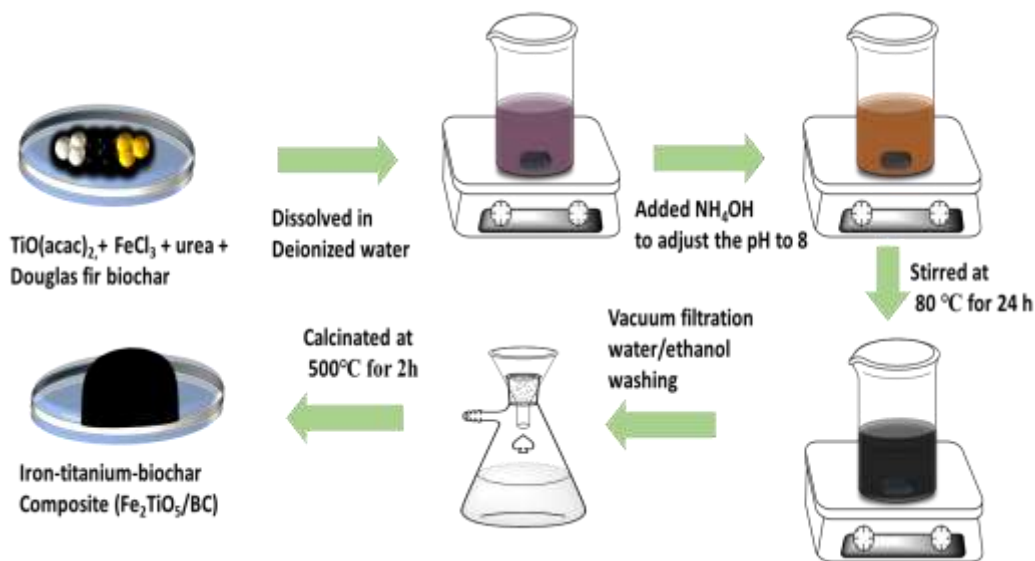 TiO(acac)₂,+ FeCl₃ + urea +
Douglas fir biochar
Dissolved in
Deionized water
Added NH₄OH
to adjust the pH to 8
Stirred at
80 °C for 24 h
Vacuum filtration
water/ethanol
washing
Calcinated at
500°C for 2h
Iron-titanium-biochar
Composite (Fe₂TiO₅/BC)